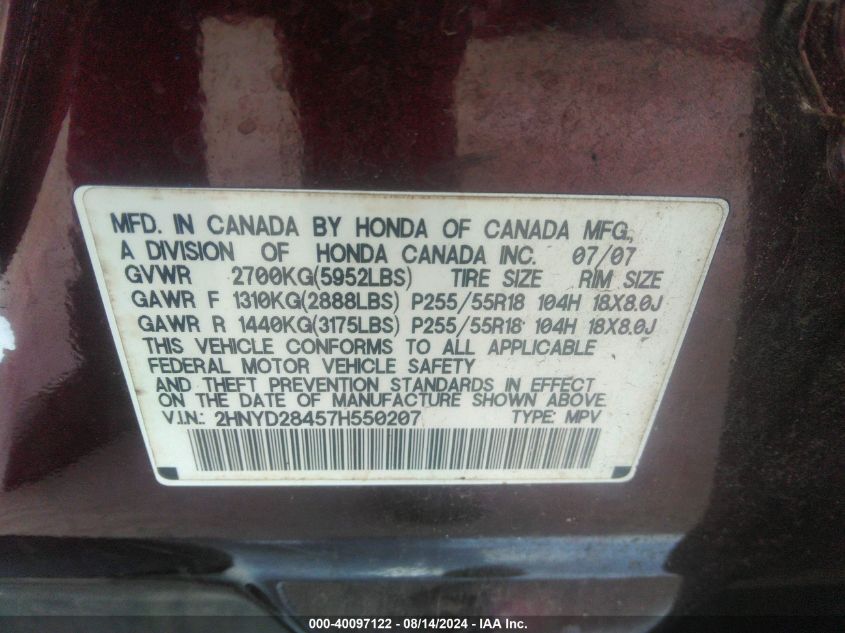 MFD. IN CANADA BY HONDA OF CANADA MFG.,
A DIVISION OF HONDA CANADA INC. 07/07
GVWR 2700KG(5952LBS) TIRE SIZE RIM SIZE
GAWR F 1310KG(2888LBS) P255/55R18 104H 18X8.0J
GAWR R 1440KG(3175LBS) P255/55R18 104H 18X8.0J
THIS VEHICLE CONFORMS TO ALL APPLICABLE
FEDERAL MOTOR VEHICLE SAFETY
AND THEFT PREVENTION STANDARDS IN EFFECT
ON THE DATE OF MANUFACTURE SHOWN ABOVE.
V.I.N.: 2HNYD28457H550207 TYPE: MPV
000-40097122 - 08/14/2024 - IAA Inc.